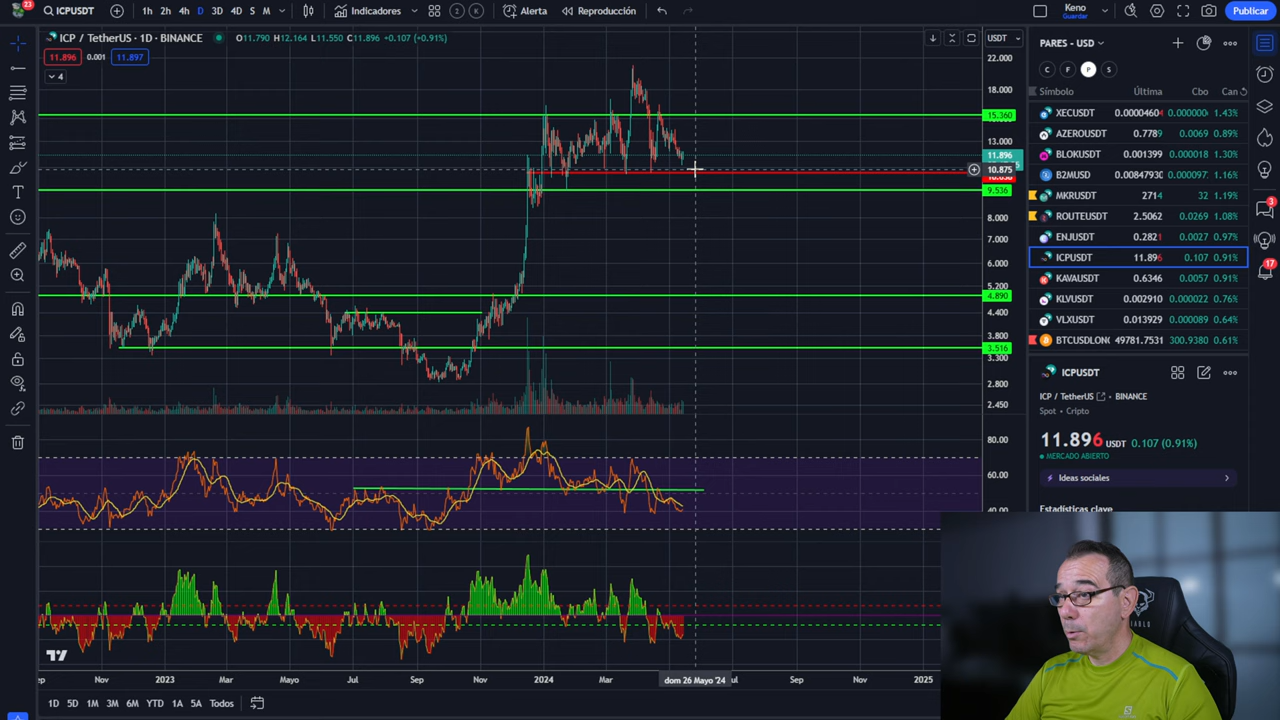 23
ICPUSDT
1h 2h 4h D 3D 4D S M
Indicadores
2 K
Alerta
Reproducción
Keno
Guardar
Publicar
ICP / TetherUS · 1D · BINANCE
O11.790 H12.164 L11.550 C11.896 +0.107 (+0.91%)
USDT
11.896 0.001 11.897
4
22.000
18.000
15.360
13.000
11.896
10.875
9.536
8.000
7.000
6.000
5.200
4.890
4.400
3.800
3.516
3.300
2.800
2.450
80.00
60.00
40.00
Nov 2023 Mar Mayo Jul Sep Nov 2024 Mar dom 26 Mayo '24 Jul Sep Nov 2025
1D 5D 1M 3M 6M YTD 1A 5A Todos
PARES - USD
C F P S
Símbolo Última Cbo Can
XECUSDT 0.00004604 0.000000 1.43%
AZEROUSDT 0.7789 0.0069 0.89%
BLOKUSDT 0.001399 0.000018 1.30%
B2MUSD 0.00847930 0.000097 1.16%
MKRUSDT 2714 32 1.19%
ROUTEUSDT 2.5062 0.0269 1.08%
ENJUSDT 0.2821 0.0027 0.97%
ICPUSDT 11.896 0.107 0.91%
KAVAUSDT 0.6346 0.0057 0.91%
KLVUSDT 0.002910 0.000022 0.76%
VLXUSDT 0.013929 0.000089 0.64%
BTCUSDLONG 49781.7531 300.9380 0.61%
ICPUSDT
ICP / TetherUS BINANCE
Spot • Cripto
11.896 USDT 0.107 (0.91%)
MERCADO ABIERTO
Ideas sociales
Estadísticas clave
3
17